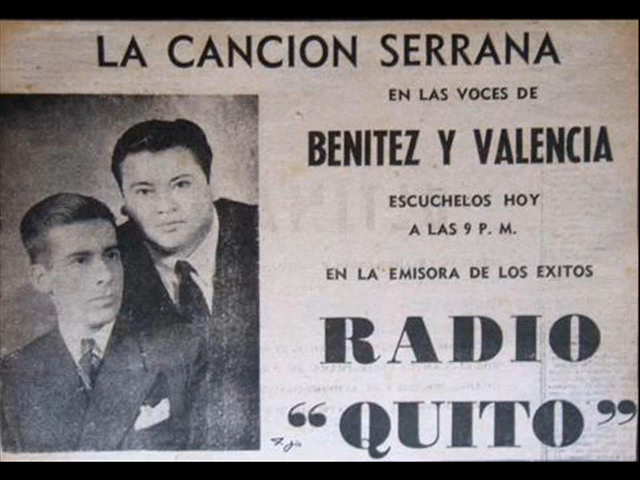 LA CANCION SERRANA
EN LAS VOCES DE
BENITEZ Y VALENCIA
ESCUCHELOS HOY
A LAS 9 P. M.
EN LA EMISORA DE LOS EXITOS
RADIO
“QUITO”